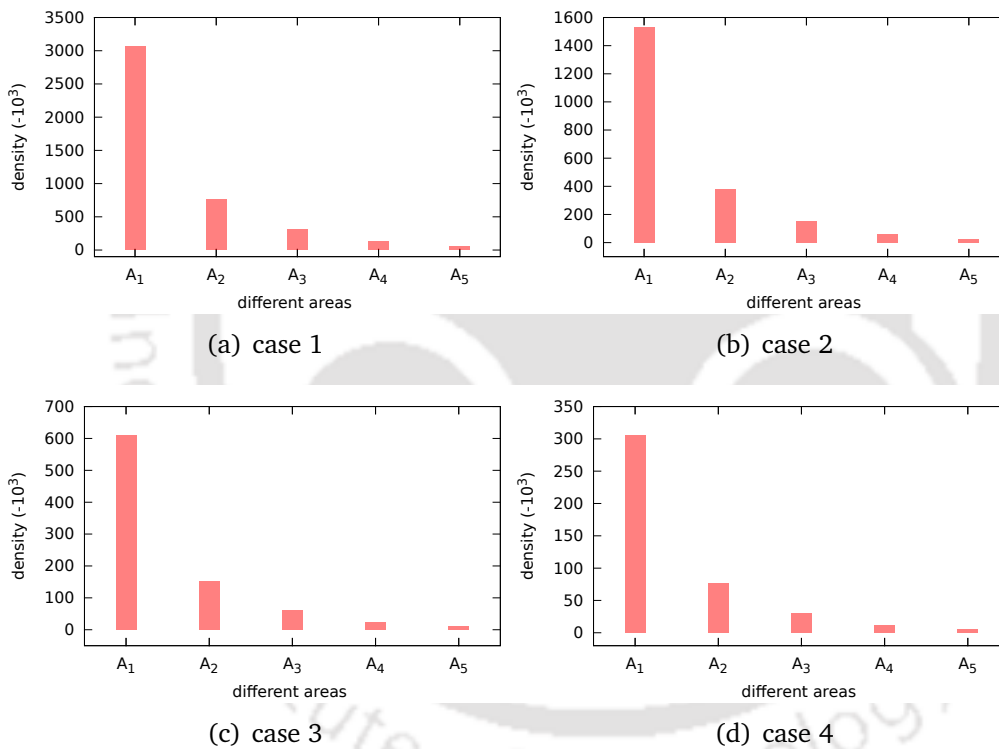 3500
3000
2500
2000
1500
1000
500
0
density (-10³)
A₁ A₂ A₃ A₄ A₅
different areas
(a) case 1
1600
1400
1200
1000
800
600
400
200
0
density (-10³)
A₁ A₂ A₃ A₄ A₅
different areas
(b) case 2
700
600
500
400
300
200
100
0
density (-10³)
A₁ A₂ A₃ A₄ A₅
different areas
(c) case 3
350
300
250
200
150
100
50
0
density (-10³)
A₁ A₂ A₃ A₄ A₅
different areas
(d) case 4